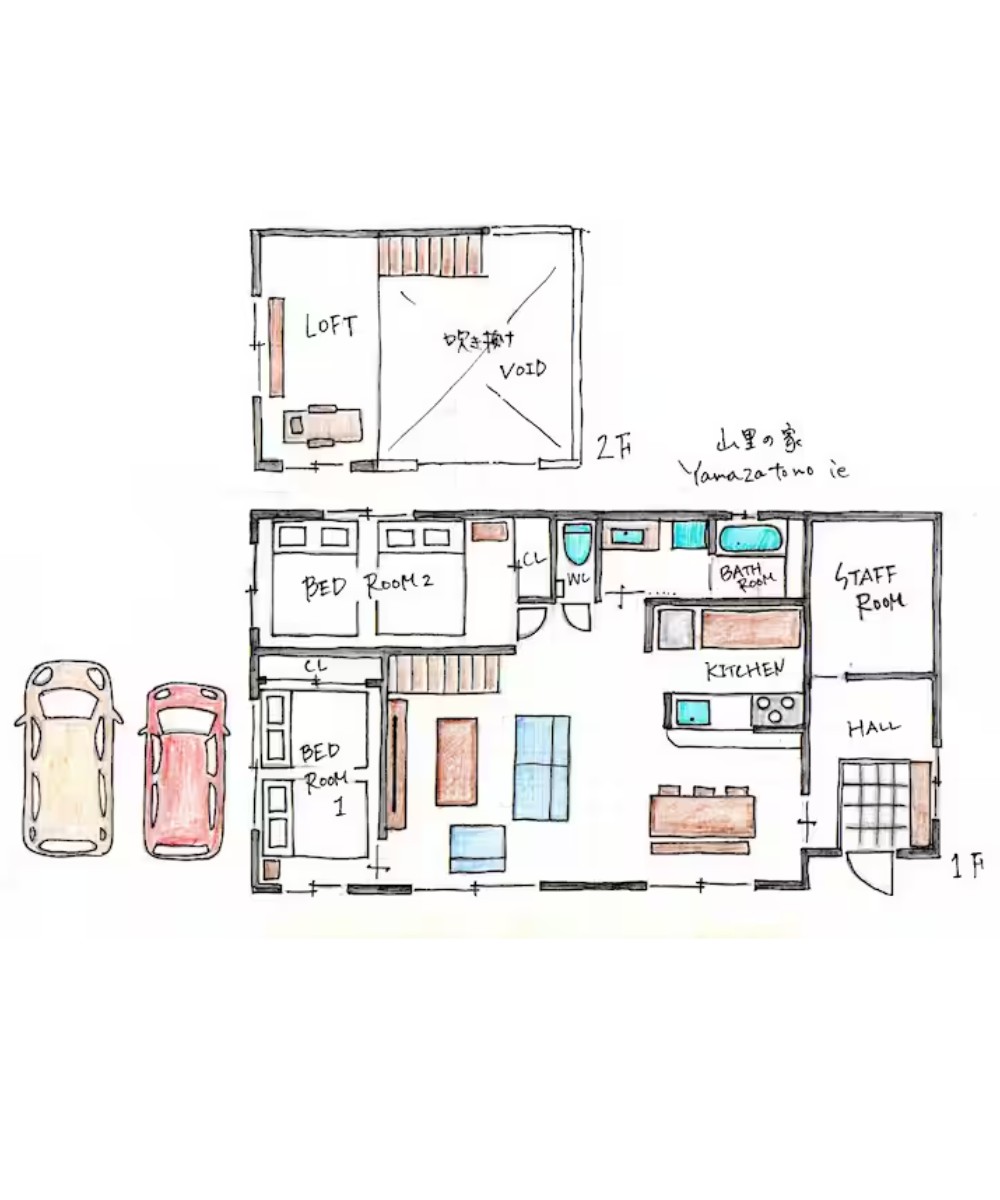 LOFT
吹き抜け
VOID
2F
山里の家
Yamazatono ie
BED ROOM 2
CL
WC
BATH
ROOM
STAFF
ROOM
CL
KITCHEN
HALL
BED
ROOM
1
1F